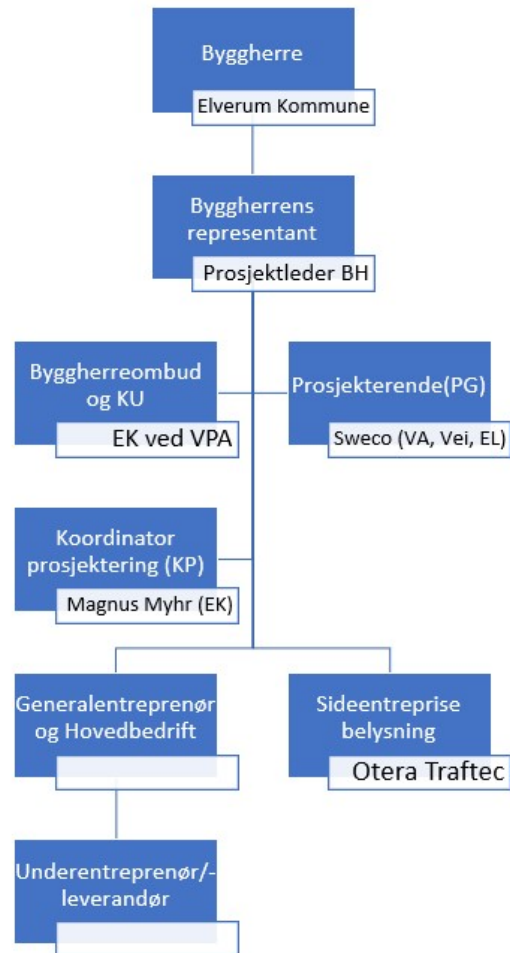 Byggherre
Elverum Kommune
Byggherrens
representant
Prosjektleder BH
Byggherreombud
og KU
EK ved VPA
Prosjekterende(PG)
Sweco (VA, Vei, EL)
Koordinator
prosjektering (KP)
Magnus Myhr (EK)
Generalentreprenør
og Hovedbedrift
Sideentreprise
belysning
Otera Traftec
Underentreprenør/-
leverandør